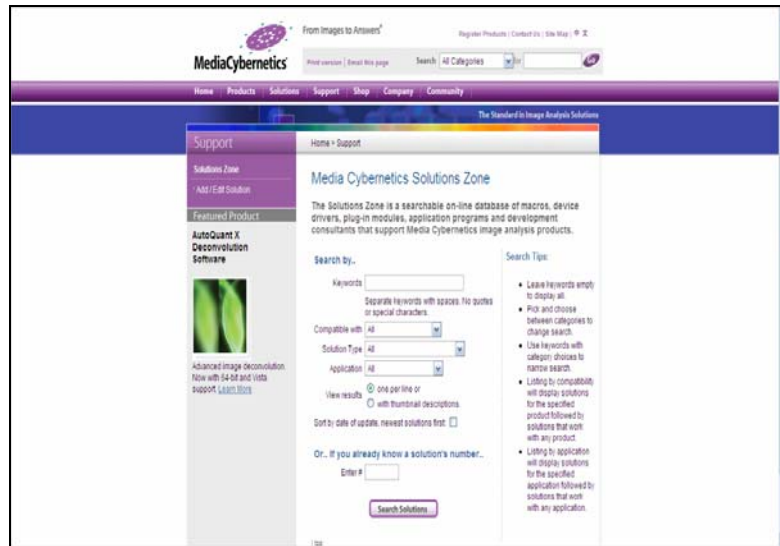 From Images to Answers
Register Products / Contact Us / Site Map /
MediaCybernetics
Print version | Email this page
Search All Categories for
Home Products Solutions Support Shop Company Community
The Standard in Image Analysis Solutions
Support
Home > Support
Solutions Zone
Add / Edit Solution
Featured Product
AutoQuant X
Deconvolution
Software
Advanced image deconvolution.
Now with 64-bit and Vista
support. Learn More
Media Cybernetics Solutions Zone
The Solutions Zone is a searchable on-line database of macros, device
drivers, plug-in modules, application programs and development
consultants that support Media Cybernetics image analysis products.
Search by..
Keywords
Separate keywords with spaces. No quotes
or special characters.
Compatible with All
Solution Type All
Application All
View results one per line or
with thumbnail descriptions.
Sort by date of update, newest solutions first:
Or.. If you already know a solution's number..
Enter #
Search Solutions
Search Tips:
• Leave keywords empty
to display all.
• Pick and choose
between categories to
change search.
• Use keywords with
category choices to
narrow search.
• Listing by compatibility
will display solutions
for the specified
product followed by
solutions that work
with any product.
• Listing by application
will display solutions
for the specified
application followed by
solutions that work
with any application.